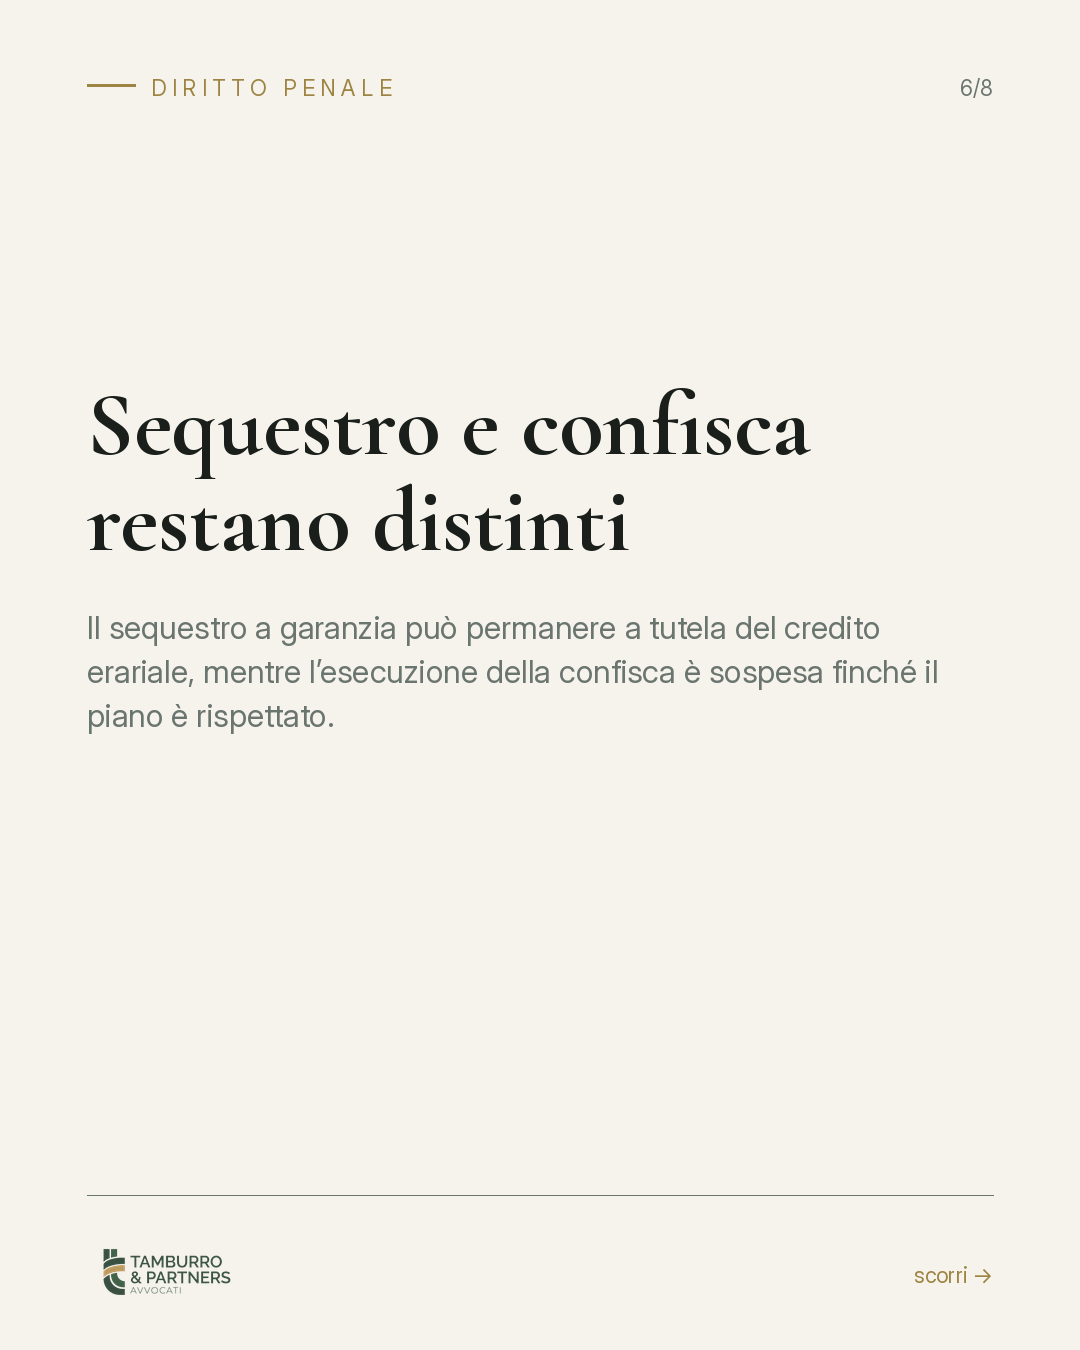 DIRITTO PENALE
6/8
Sequestro e confisca
restano distinti
Il sequestro a garanzia può permanere a tutela del credito
erariale, mentre l’esecuzione della confisca è sospesa finché il
piano è rispettato.
TAMBURRO
& PARTNERS
AVVOCATI
scorri →